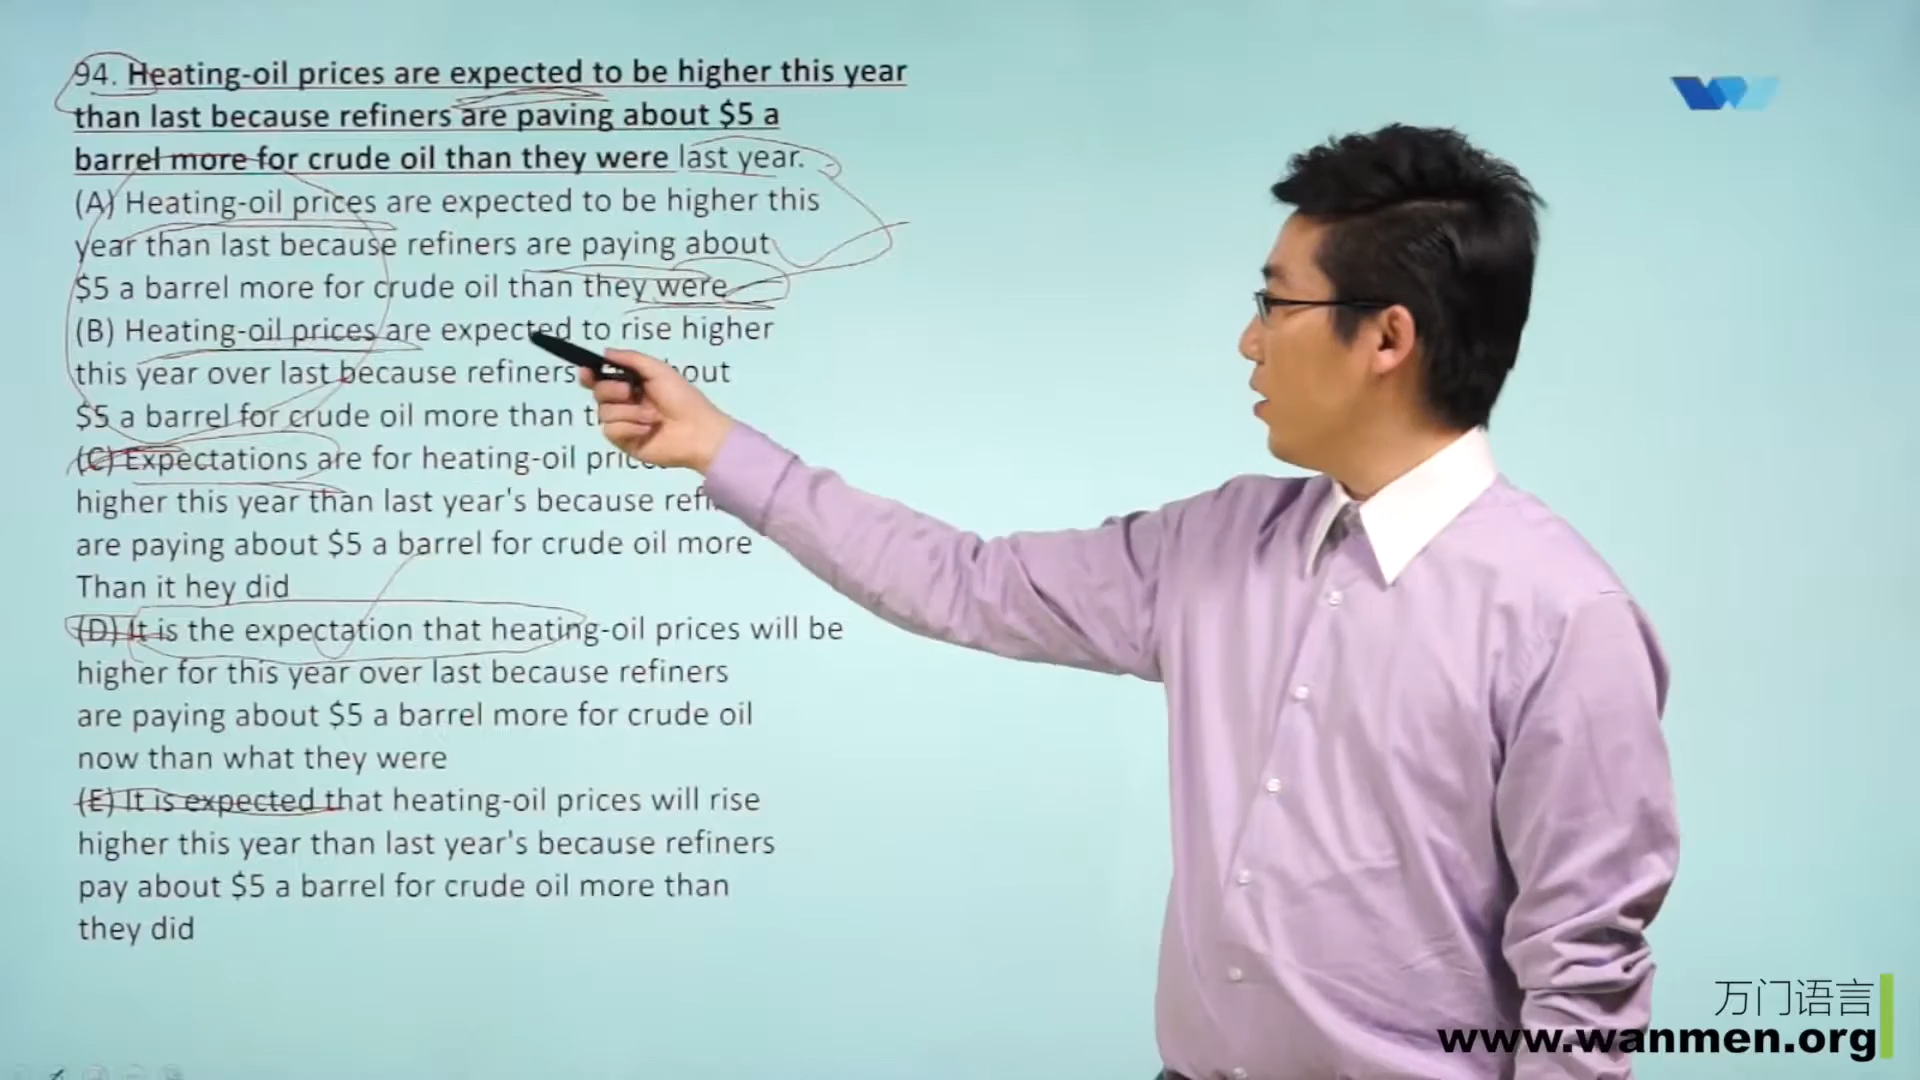 94. Heating-oil prices are expected to be higher this year
than last because refiners are paving about $5 a
barrel more for crude oil than they were last year.
(A) Heating-oil prices are expected to be higher this
year than last because refiners are paying about
$5 a barrel more for crude oil than they were
(B) Heating-oil prices are expected to rise higher
this year over last because refiners
$5 a barrel for crude oil more than
(C) Expectations are for heating-oil
higher this year than last year's because
are paying about $5 a barrel for crude oil more
Than it hey did
(D) It is the expectation that heating-oil prices will be
higher for this year over last because refiners
are paying about $5 a barrel more for crude oil
now than what they were
(E) It is expected that heating-oil prices will rise
higher this year than last year's because refiners
pay about $5 a barrel for crude oil more than
they did
万门语言
www.wanmen.org